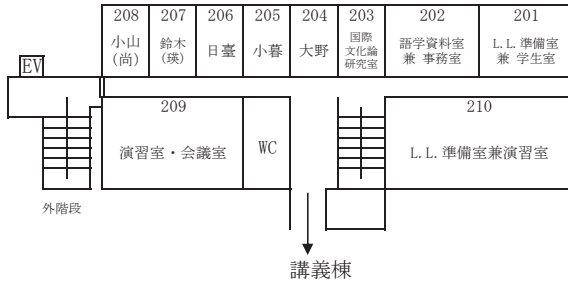 208
小山
(尚)
207
鈴木
(瑛)
206
日臺
205
小暮
204
大野
203
国際
文化論
研究室
202
語学資料室
兼 事務室
201
L.L.準備室
兼 学生室
EV
209
演習室・会議室
WC
210
L.L.準備室兼演習室
外階段
講義棟